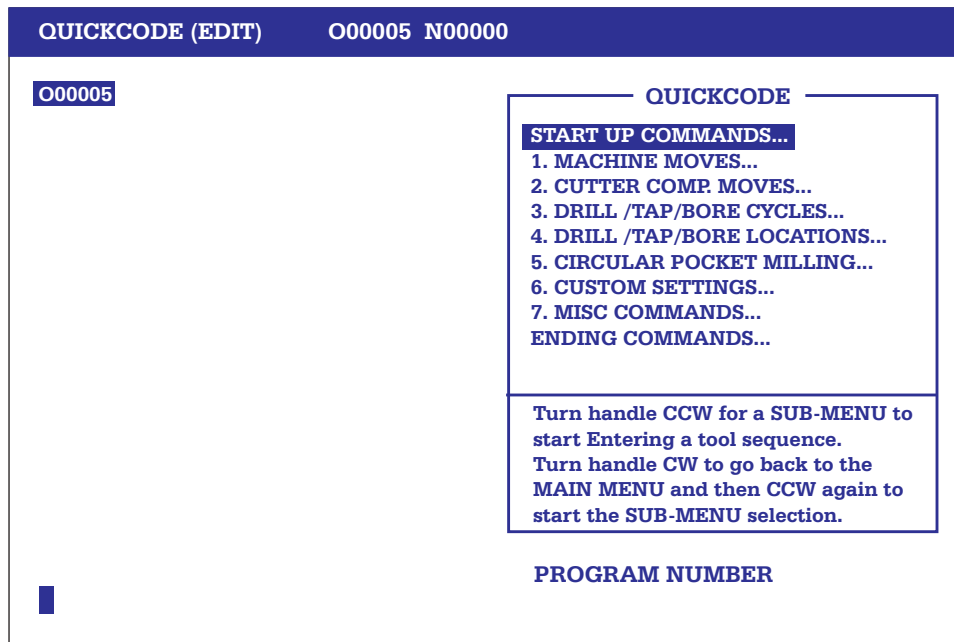 QUICKCODE (EDIT) O00005 N00000
O00005
QUICKCODE
START UP COMMANDS...
1. MACHINE MOVES...
2. CUTTER COMP. MOVES...
3. DRILL /TAP/BORE CYCLES...
4. DRILL /TAP/BORE LOCATIONS...
5. CIRCULAR POCKET MILLING...
6. CUSTOM SETTINGS...
7. MISC COMMANDS...
ENDING COMMANDS...
Turn handle CCW for a SUB-MENU to
start Entering a tool sequence.
Turn handle CW to go back to the
MAIN MENU and then CCW again to
start the SUB-MENU selection.
PROGRAM NUMBER